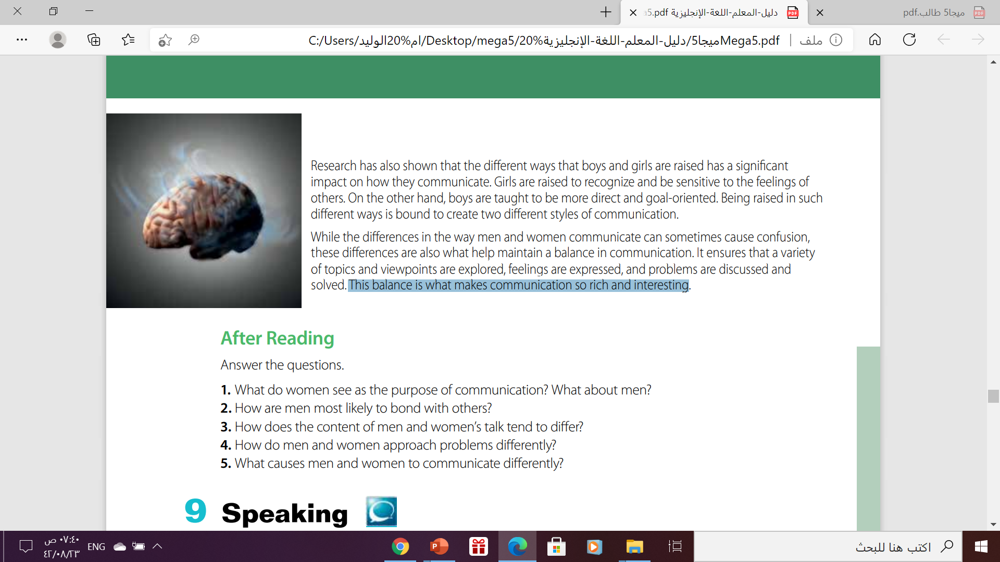 ميجا5 طالب.pdf
دليل-المعلم-اللغة-الإنجليزية a5.pdf
ملف
C:/Users/ام%20الوليد/Desktop/mega5/20%ميجا5/دليل-المعلم-اللغة-الإنجليزيةMega5.pdf
Research has also shown that the different ways that boys and girls are raised has a significant
impact on how they communicate. Girls are raised to recognize and be sensitive to the feelings of
others. On the other hand, boys are taught to be more direct and goal-oriented. Being raised in such
different ways is bound to create two different styles of communication.
While the differences in the way men and women communicate can sometimes cause confusion,
these differences are also what help maintain a balance in communication. It ensures that a variety
of topics and viewpoints are explored, feelings are expressed, and problems are discussed and
solved. This balance is what makes communication so rich and interesting.
After Reading
Answer the questions.
1. What do women see as the purpose of communication? What about men?
2. How are men most likely to bond with others?
3. How does the content of men and women’s talk tend to differ?
4. How do men and women approach problems differently?
5. What causes men and women to communicate differently?
9 Speaking
اكتب هنا للبحث
ENG
٠٧:٤٠ ص
٤٢/٠٨/٢٣